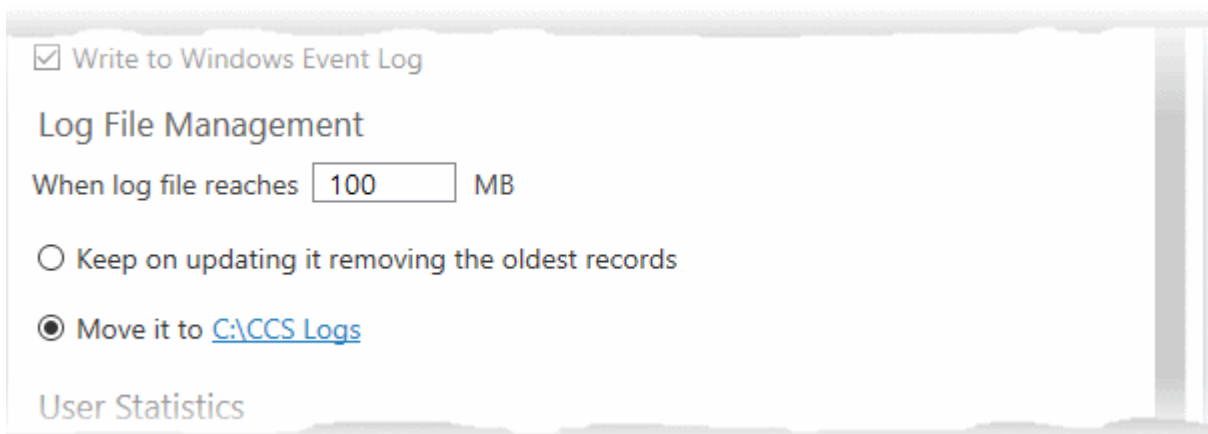 Write to Windows Event Log
Log File Management
When log file reaches 100 MB
Keep on updating it removing the oldest records
Move it to C:\CCS Logs
User Statistics